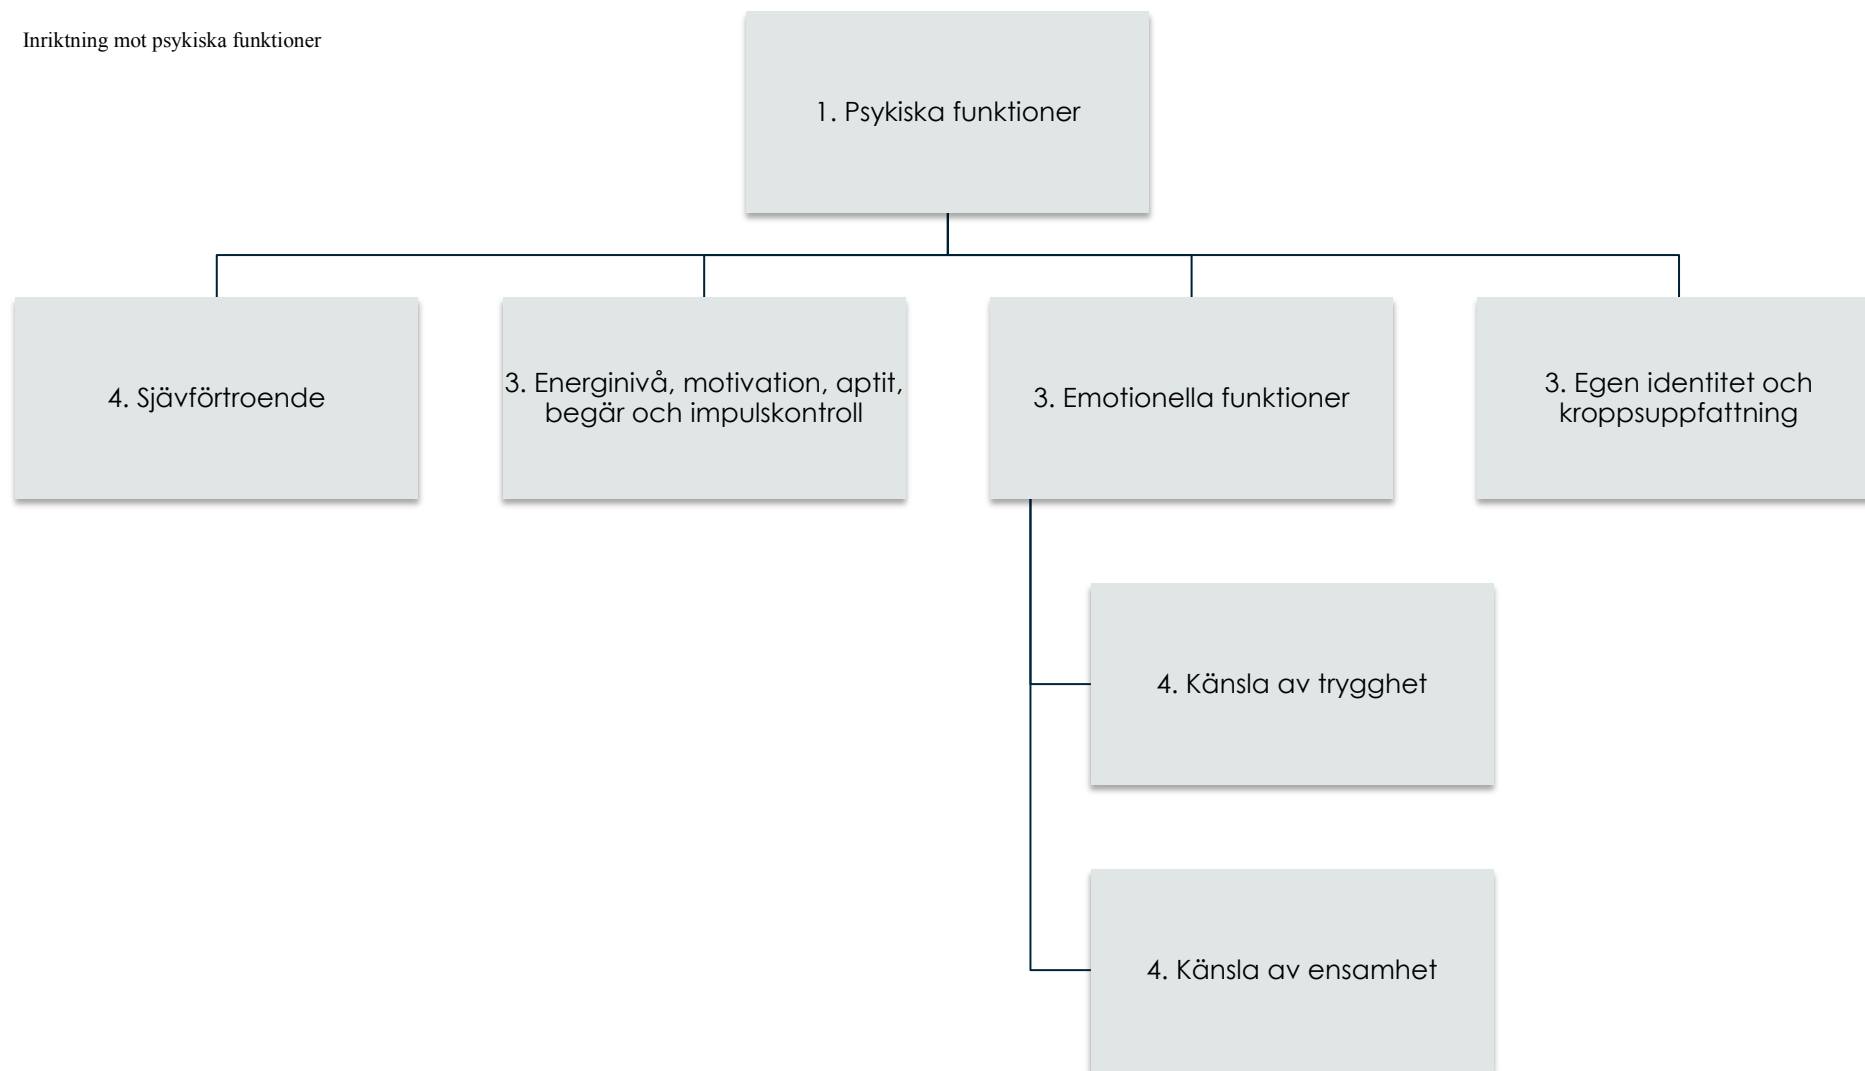 Inriktning mot psykiska funktioner
1. Psykiska funktioner
4. Sjävförtroende
3. Energinivå, motivation, aptit,
begär och impulskontroll
3. Emotionella funktioner
3. Egen identitet och
kroppsuppfattning
4. Känsla av trygghet
4. Känsla av ensamhet